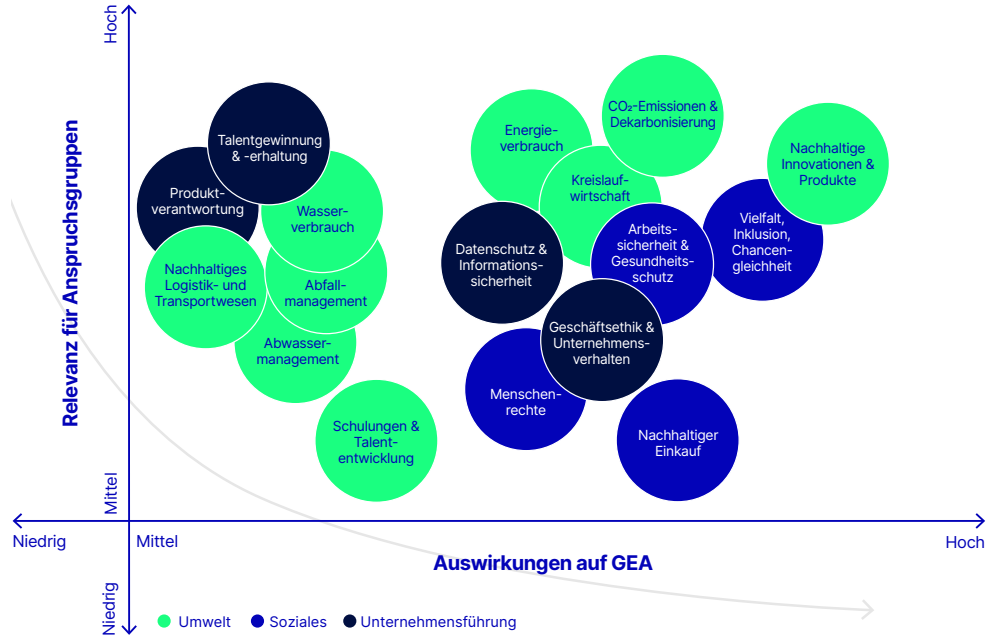 Hoch
Relevanz für Anspruchsgruppen
Mittel
Niedrig
Talentgewinnung
& -erhaltung
Produkt-
verantwortung
Wasser-
verbrauch
Nachhaltiges
Logistik- und
Transportwesen
Abfall-
management
Abwasser-
management
Schulungen &
Talent-
entwicklung
Energie-
verbrauch
CO₂-Emissionen &
Dekarbonisierung
Kreislauf-
wirtschaft
Nachhaltige
Innovationen &
Produkte
Datenschutz &
Informations-
sicherheit
Arbeits-
sicherheit &
Gesundheits-
schutz
Vielfalt,
Inklusion,
Chancen-
gleichheit
Geschäftsethik &
Unternehmens-
verhalten
Menschen-
rechte
Nachhaltiger
Einkauf
Niedrig
Mittel
Hoch
Auswirkungen auf GEA
Umwelt
Soziales
Unternehmensführung